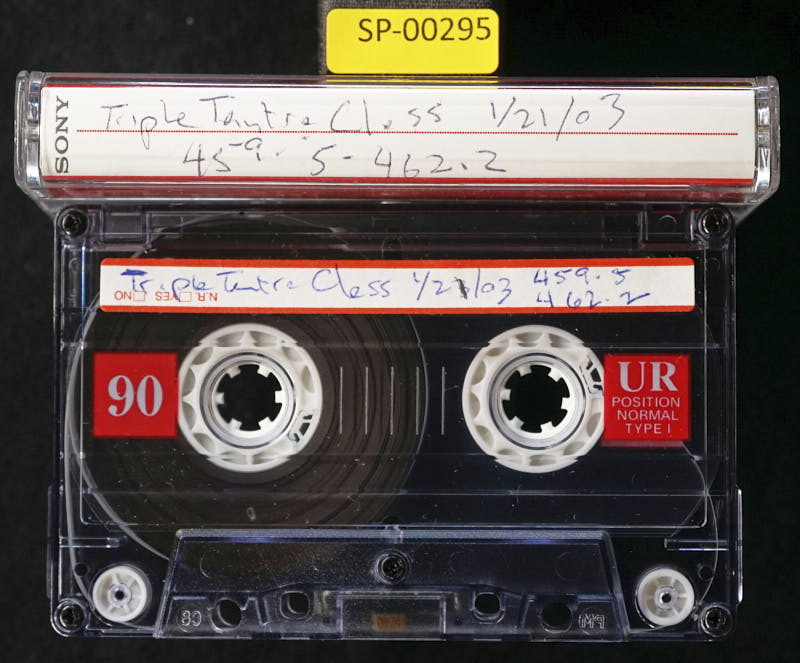 SP-00295
SONY
Triple Tantra Class 1/21/03
459.5-462.2
Triple Tantra Class 1/21/03 459.5
462.2
N.R □YES □NO
90
UR
POSITION
NORMAL
TYPE I